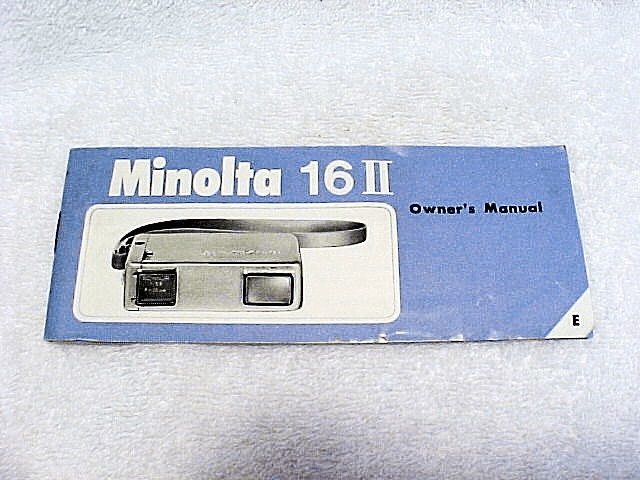 Minolta 16 II
Owner's Manual
E